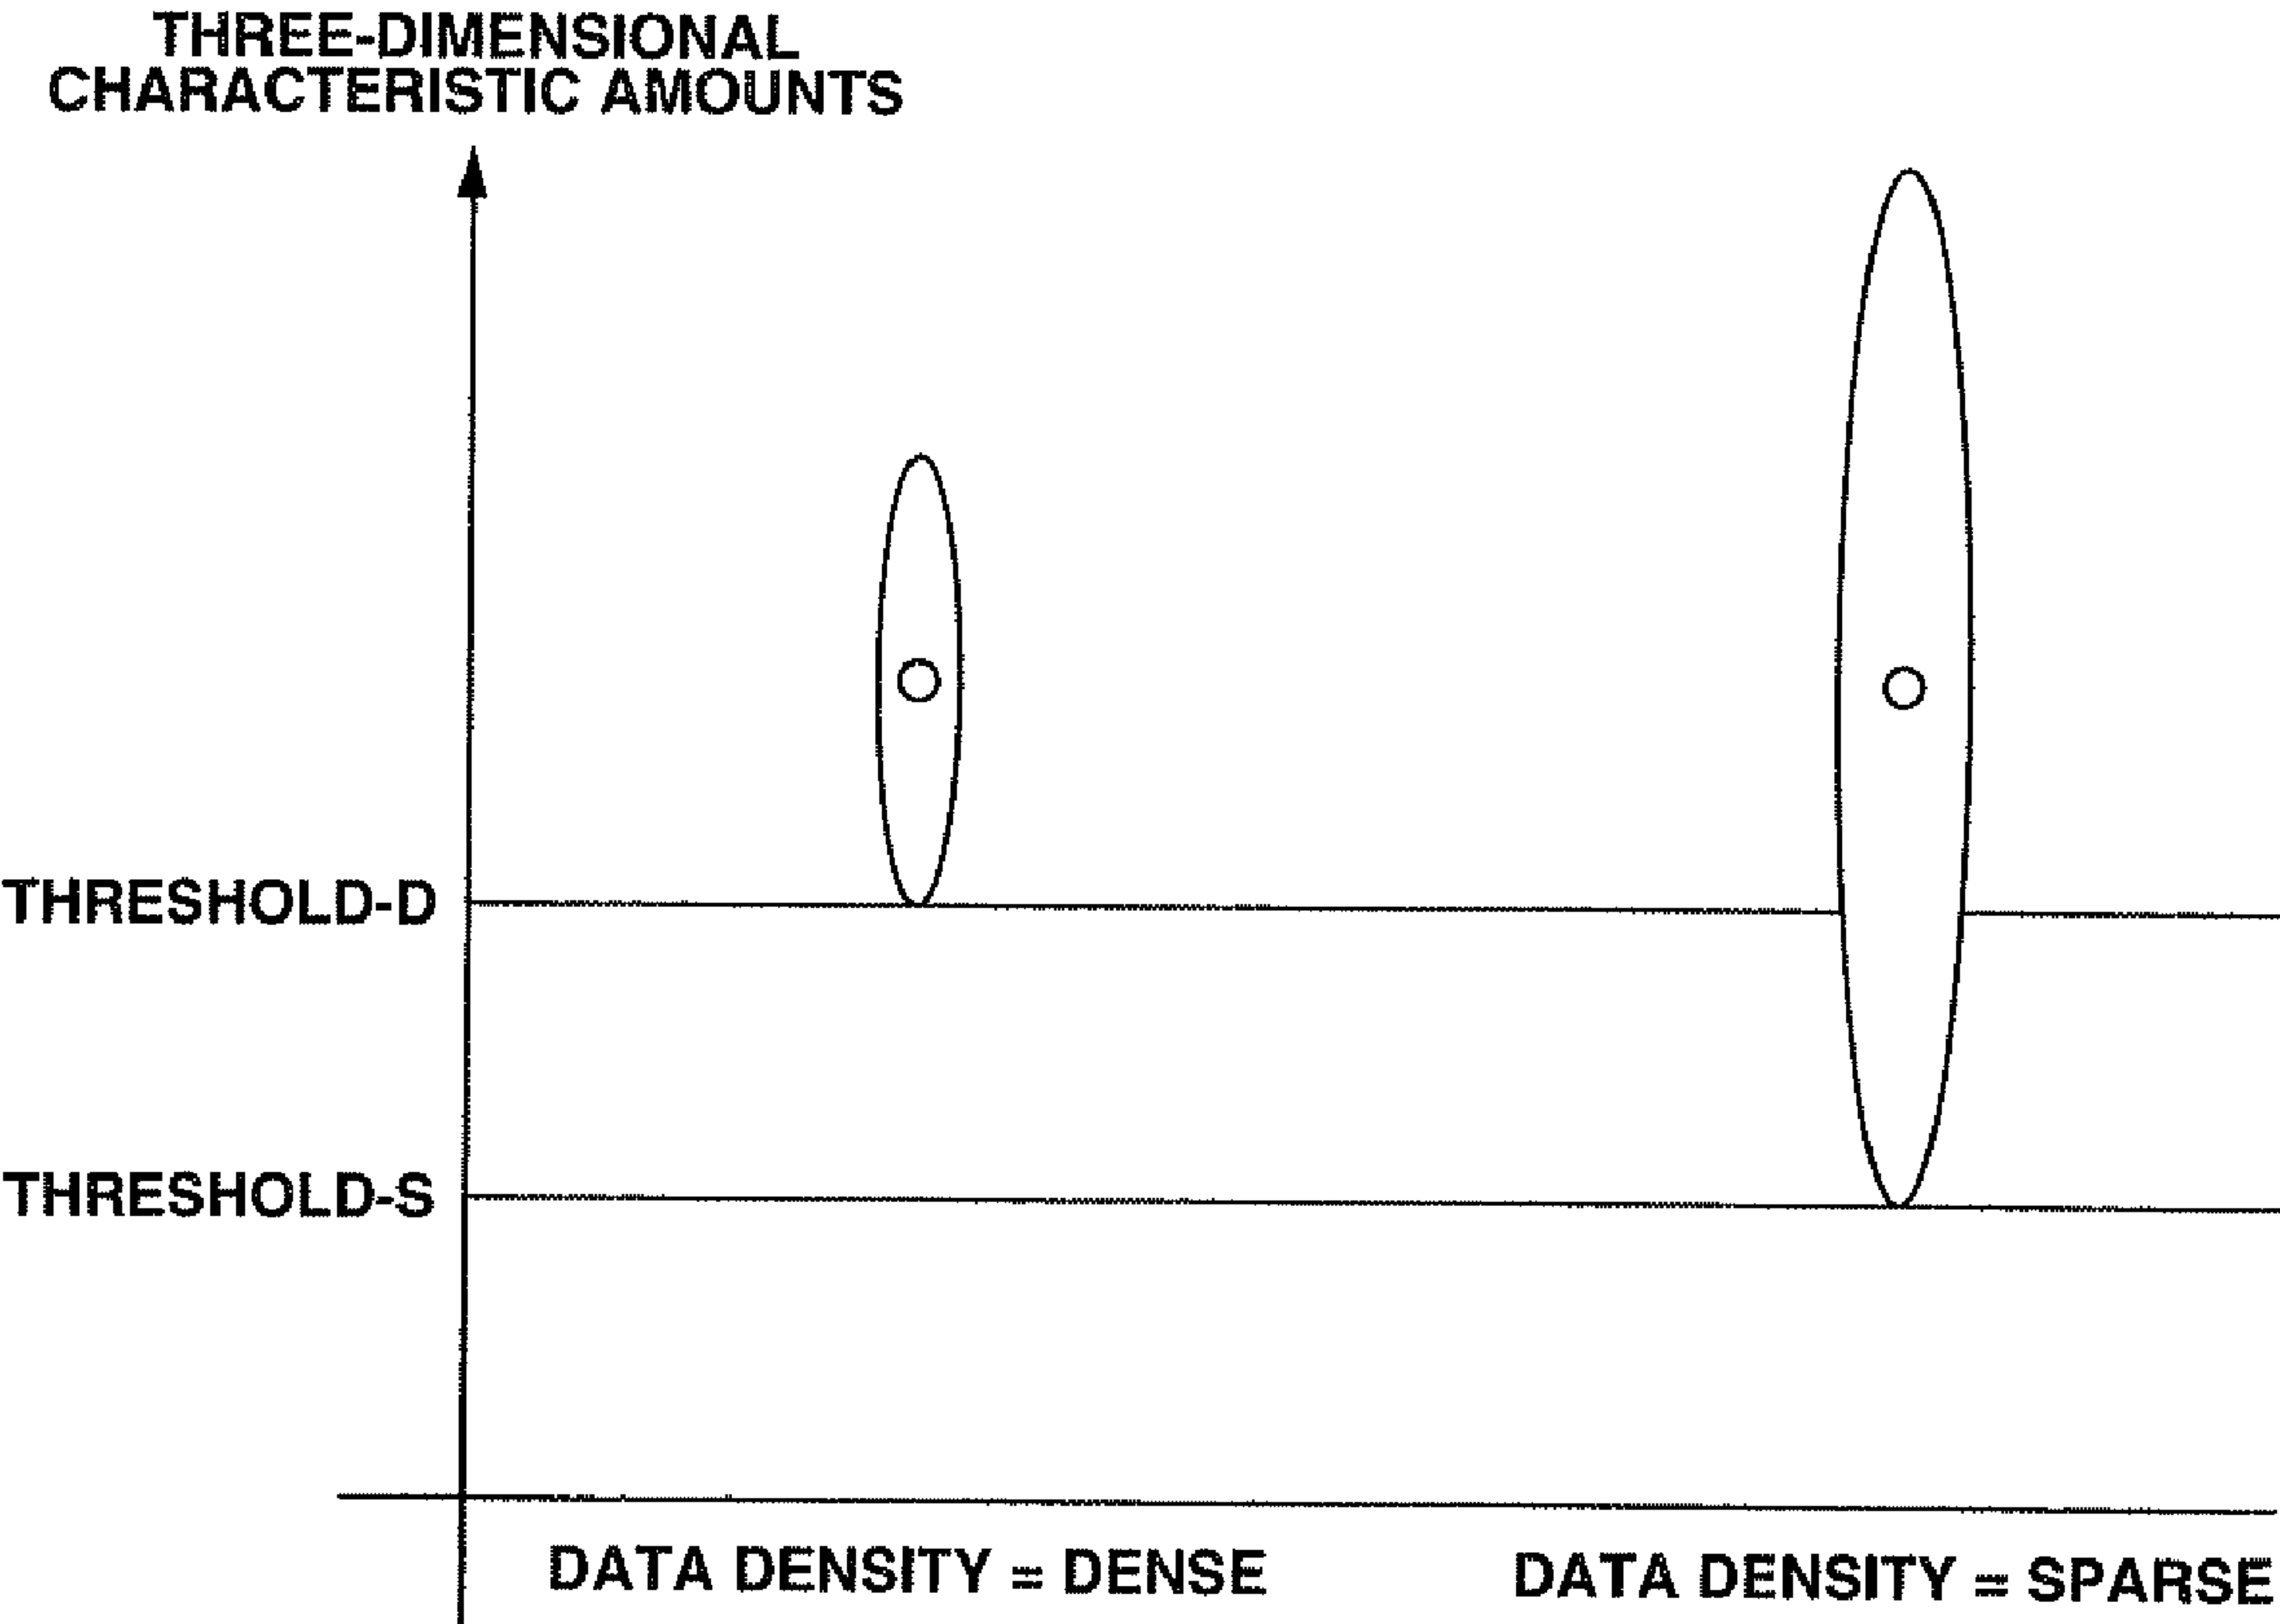 THREE-DIMENSIONAL
CHARACTERISTIC AMOUNTS
THRESHOLD-D
THRESHOLD-S
DATA DENSITY = DENSE
DATA DENSITY = SPARSE